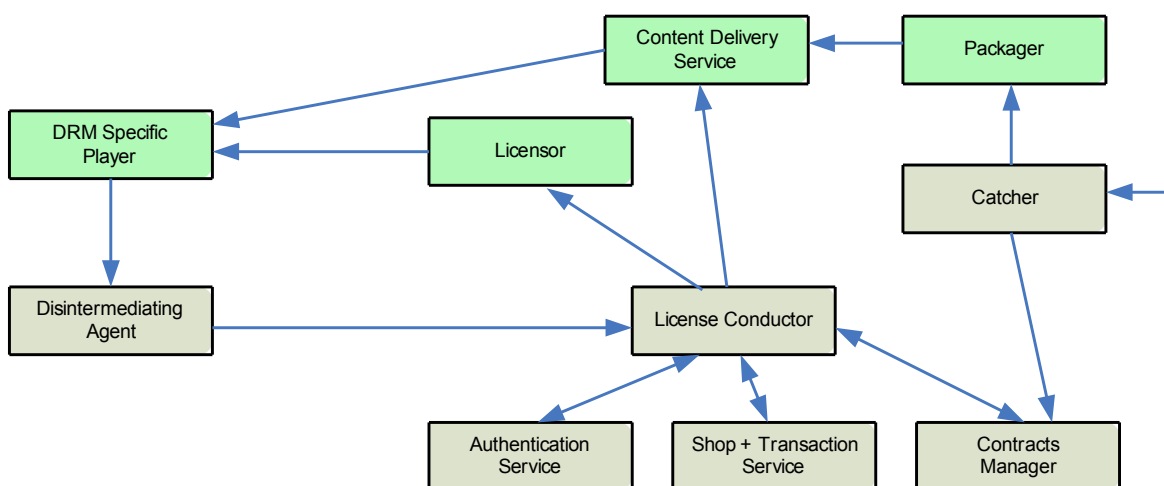 Content Delivery
Service
Packager
DRM Specific
Player
Licensor
Catcher
Disintermediating
Agent
License Conductor
Authentication
Service
Shop + Transaction
Service
Contracts
Manager